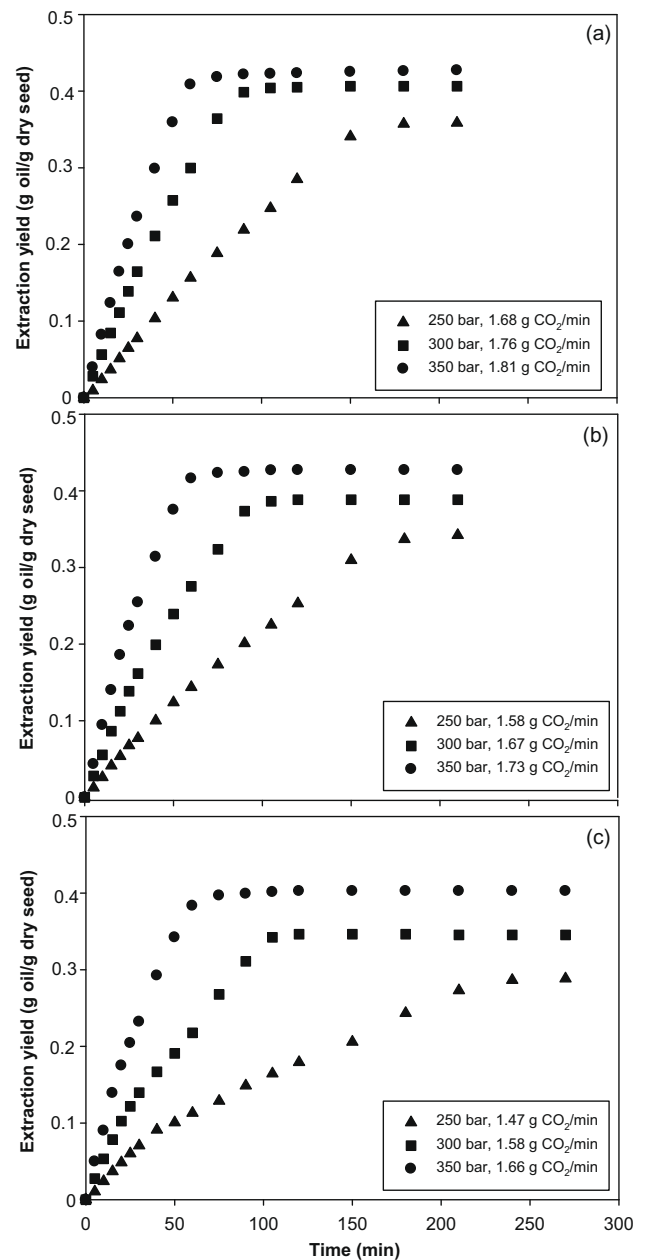 0.5
(a)
0.4
0.3
0.2
0.1
0
Extraction yield (g oil/g dry seed)
▲ 250 bar, 1.68 g CO₂/min
■ 300 bar, 1.76 g CO₂/min
● 350 bar, 1.81 g CO₂/min
0.5
(b)
0.4
0.3
0.2
0.1
0
Extraction yield (g oil/g dry seed)
▲ 250 bar, 1.58 g CO₂/min
■ 300 bar, 1.67 g CO₂/min
● 350 bar, 1.73 g CO₂/min
0.5
(c)
0.4
0.3
0.2
0.1
0
Extraction yield (g oil/g dry seed)
▲ 250 bar, 1.47 g CO₂/min
■ 300 bar, 1.58 g CO₂/min
● 350 bar, 1.66 g CO₂/min
0 50 100 150 200 250 300
Time (min)